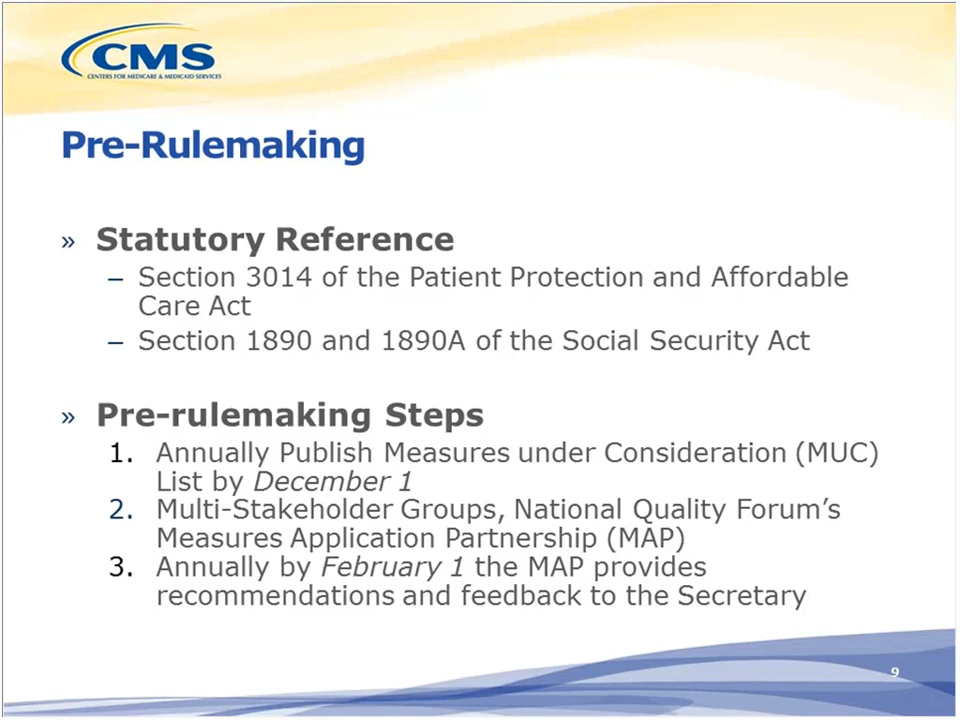 CMS
CENTERS FOR MEDICARE & MEDICAID SERVICES
Pre-Rulemaking
» Statutory Reference
– Section 3014 of the Patient Protection and Affordable
Care Act
– Section 1890 and 1890A of the Social Security Act
» Pre-rulemaking Steps
1. Annually Publish Measures under Consideration (MUC)
List by December 1
2. Multi-Stakeholder Groups, National Quality Forum’s
Measures Application Partnership (MAP)
3. Annually by February 1 the MAP provides
recommendations and feedback to the Secretary
9